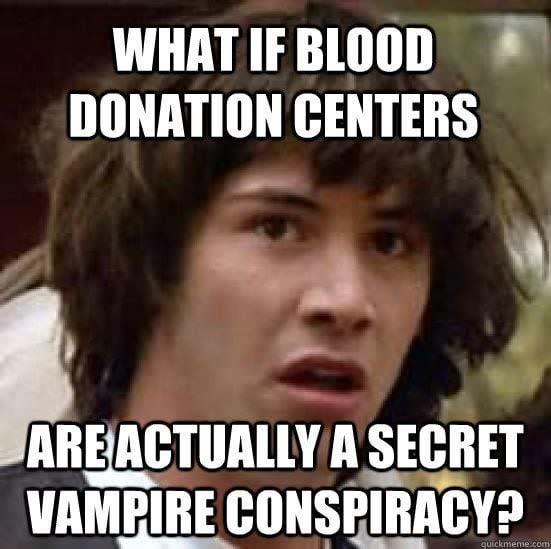 WHAT IF BLOOD
DONATION CENTERS
ARE ACTUALLY A SECRET
VAMPIRE CONSPIRACY?
quickmeme.com